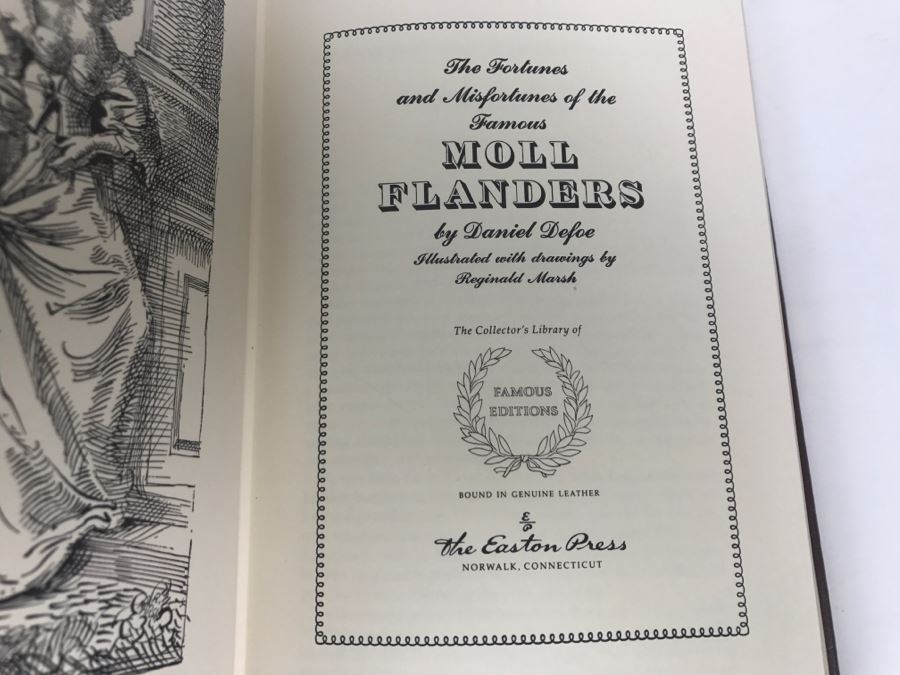 The Fortunes
and Misfortunes of the
Famous
MOLL
FLANDERS
by Daniel Defoe
Illustrated with drawings by
Reginald Marsh
The Collector's Library of
FAMOUS
EDITIONS
BOUND IN GENUINE LEATHER
E
P
The Easton Press
NORWALK, CONNECTICUT